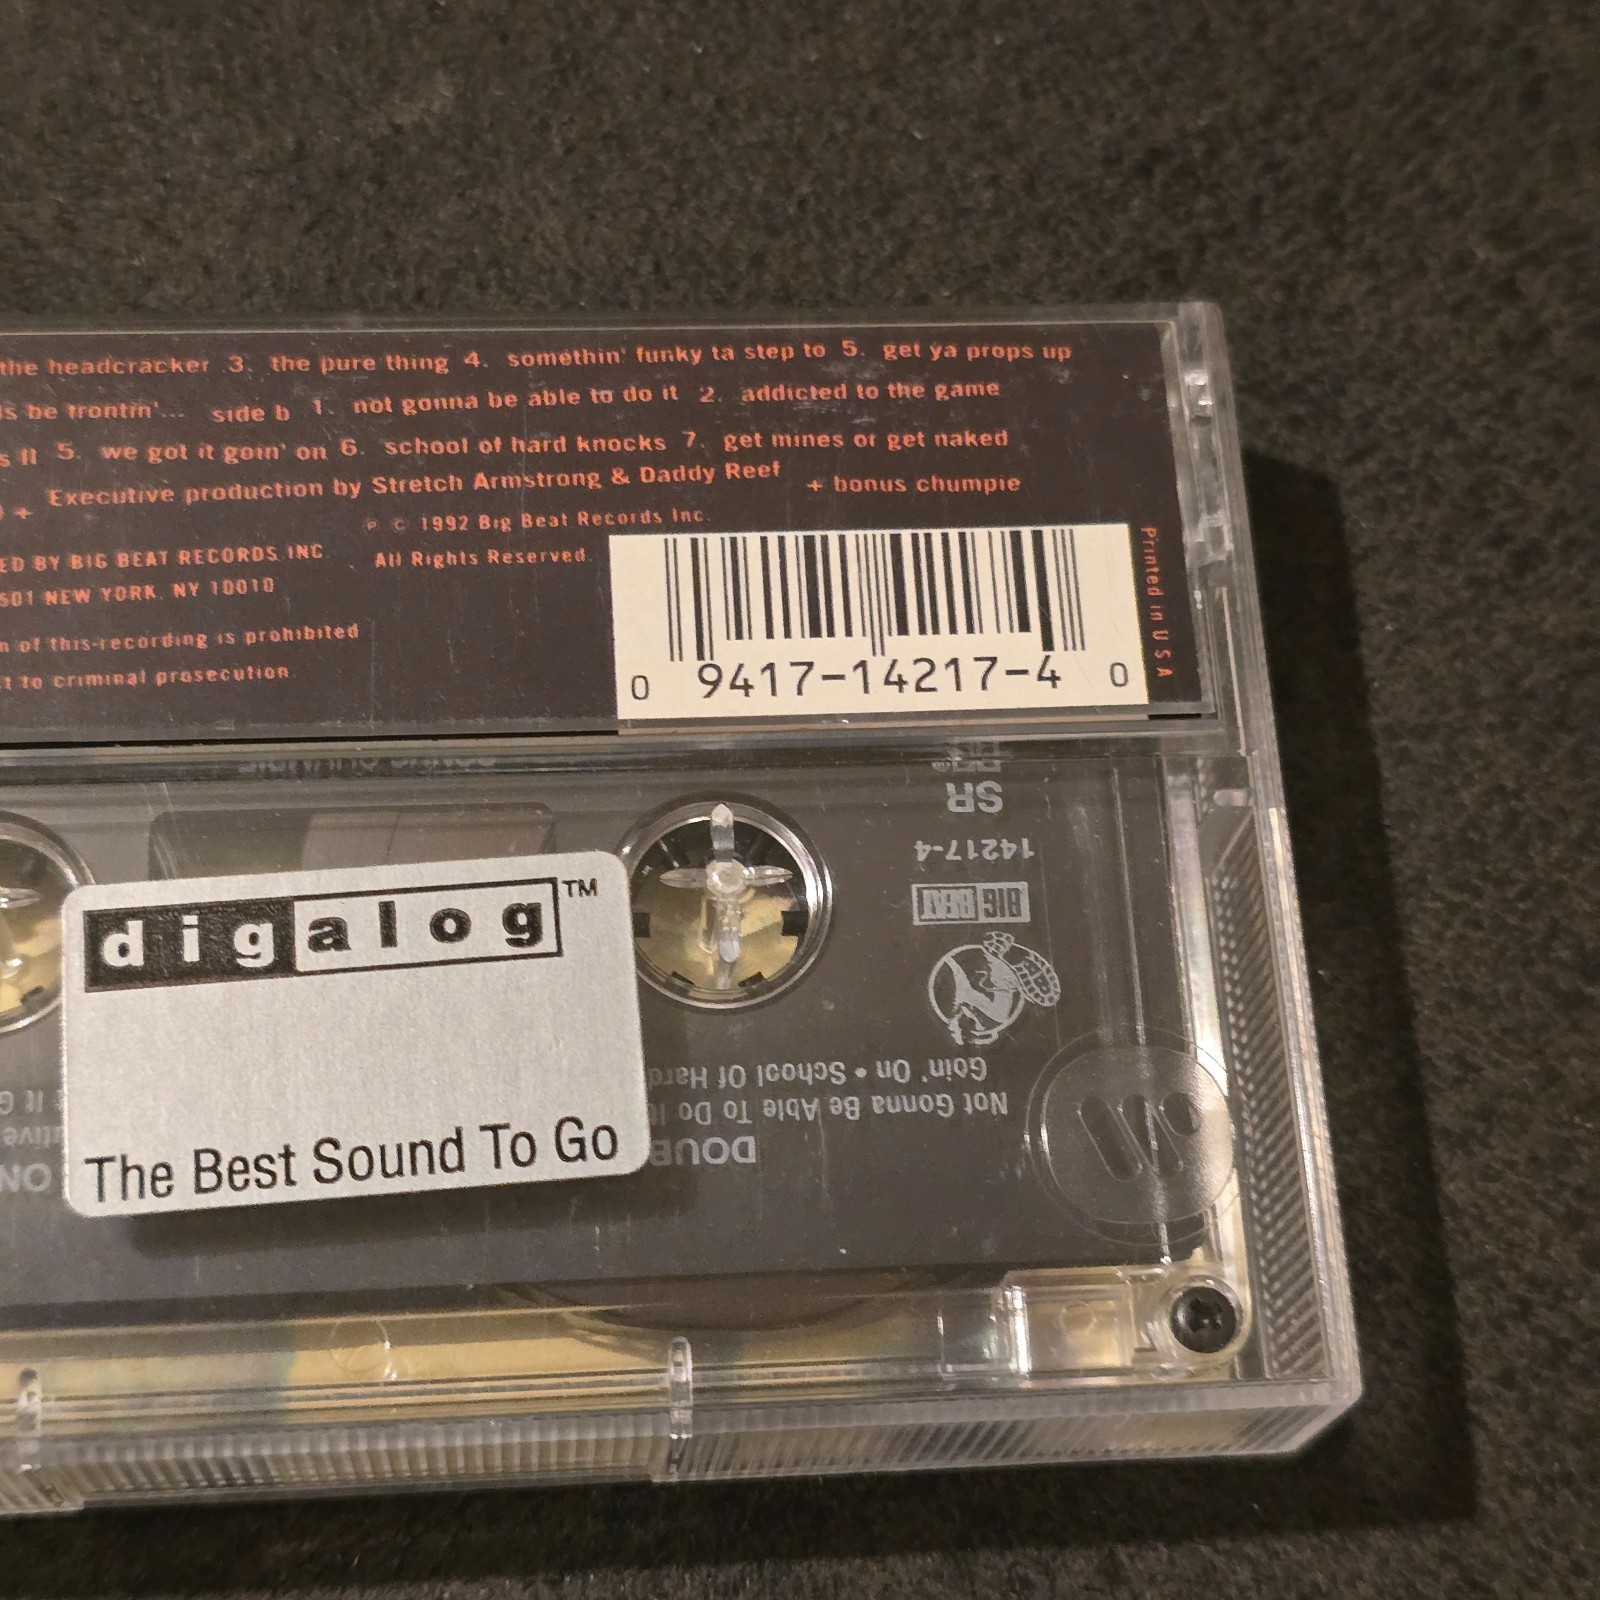 the headcracker 3. the pure thing 4. somethin' funky ta step to 5. get ya props up
be frontin'... side b 1. not gonna be able to do it 2. addicted to the game
5. we got it goin' on 6. school of hard knocks 7. get mines or get naked
+ Executive production by Stretch Armstrong & Daddy Reef + bonus chumpie
℗ © 1992 Big Beat Records Inc.
BY BIG BEAT RECORDS INC
All Rights Reserved.
NEW YORK, NY 10010
of this recording is prohibited
to criminal prosecution.
0 9417-14217-4 0
Printed in U S A
SR
14217-4
BIG BEAT
digalog™
The Best Sound To Go
Goin' On • School Of Hard
Not Gonna Be Able To Do It
DOUB